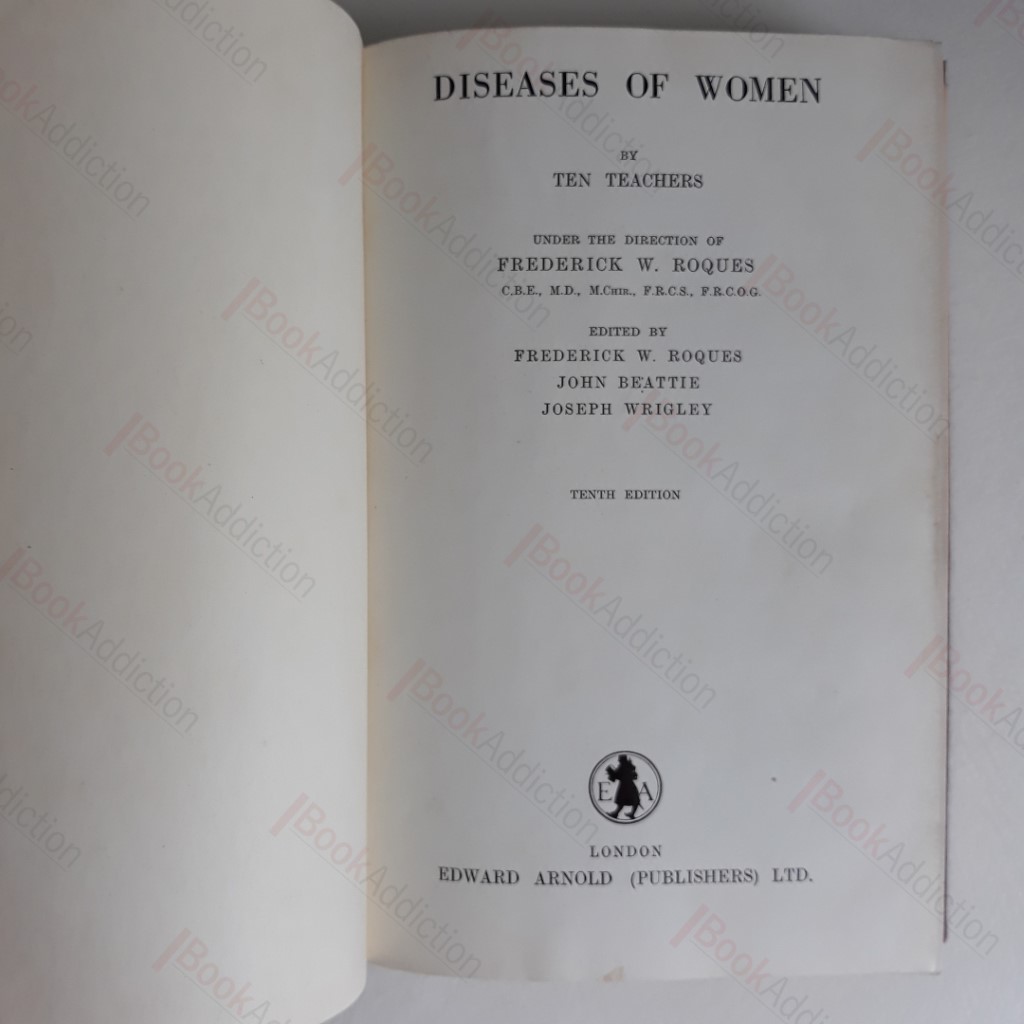 DISEASES OF WOMEN
BY
TEN TEACHERS
UNDER THE DIRECTION OF
FREDERICK W. ROQUES
C.B.E., M.D., M.Chir., F.R.C.S., F.R.C.O.G.
EDITED BY
FREDERICK W. ROQUES
JOHN BEATTIE
JOSEPH WRIGLEY
TENTH EDITION
E A
LONDON
EDWARD ARNOLD (PUBLISHERS) LTD.
BookAddiction